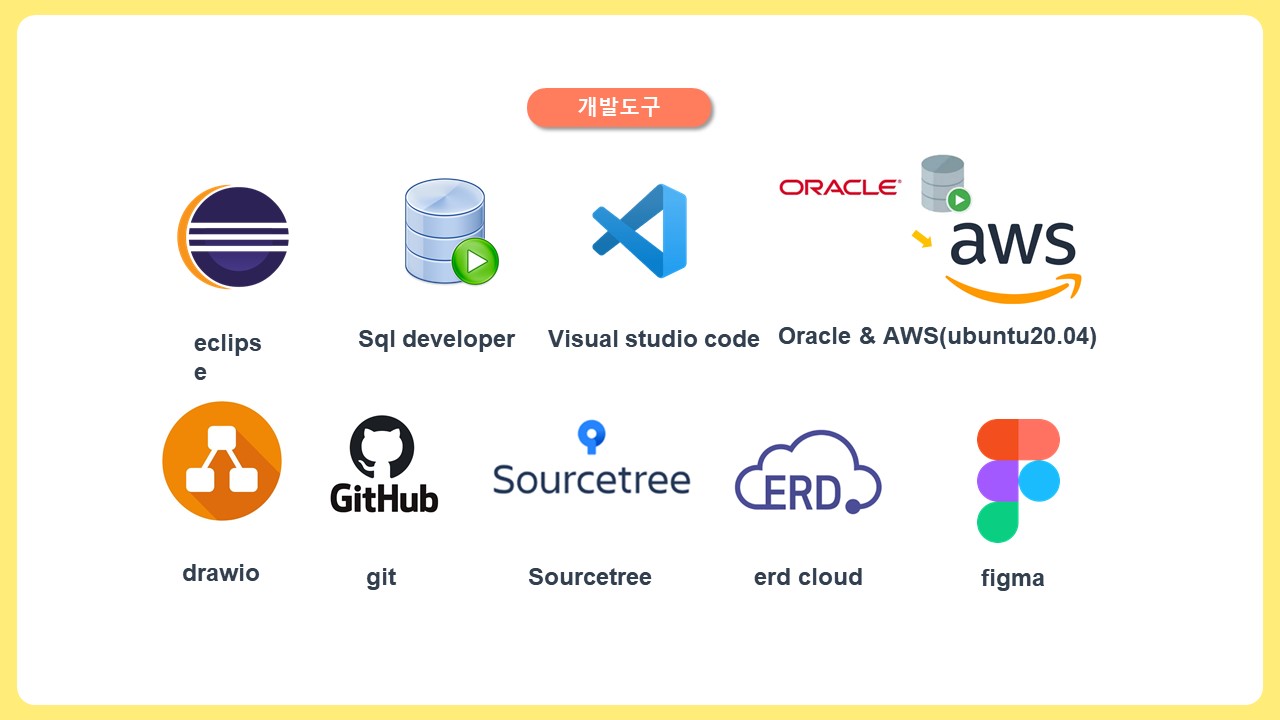 개발도구
ORACLE
aws
eclips
e
Sql developer
Visual studio code
Oracle & AWS(ubuntu20.04)
GitHub
Sourcetree
ERD
drawio
git
Sourcetree
erd cloud
figma